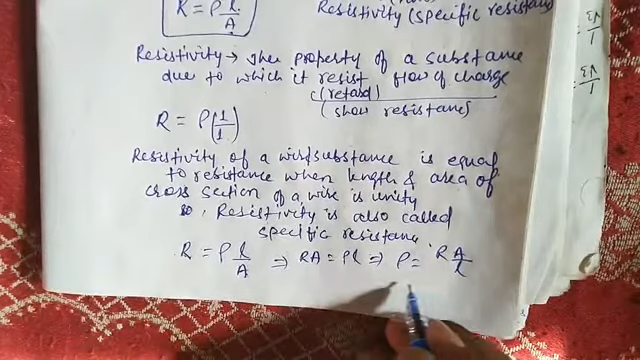 R = ρ l/A
Resistivity (specific resistance)
Resistivity → The property of a substance
due to which it resist flow of charge
(retard)
(show resistance)
R = ρ(1/1)
Resistivity of a wire/substance is equal
to resistance when length & area of
cross section of a wire is unity
so, Resistivity is also called
specific resistance
R = ρ l/A ⇒ RA = ρl ⇒ ρ = R A/l